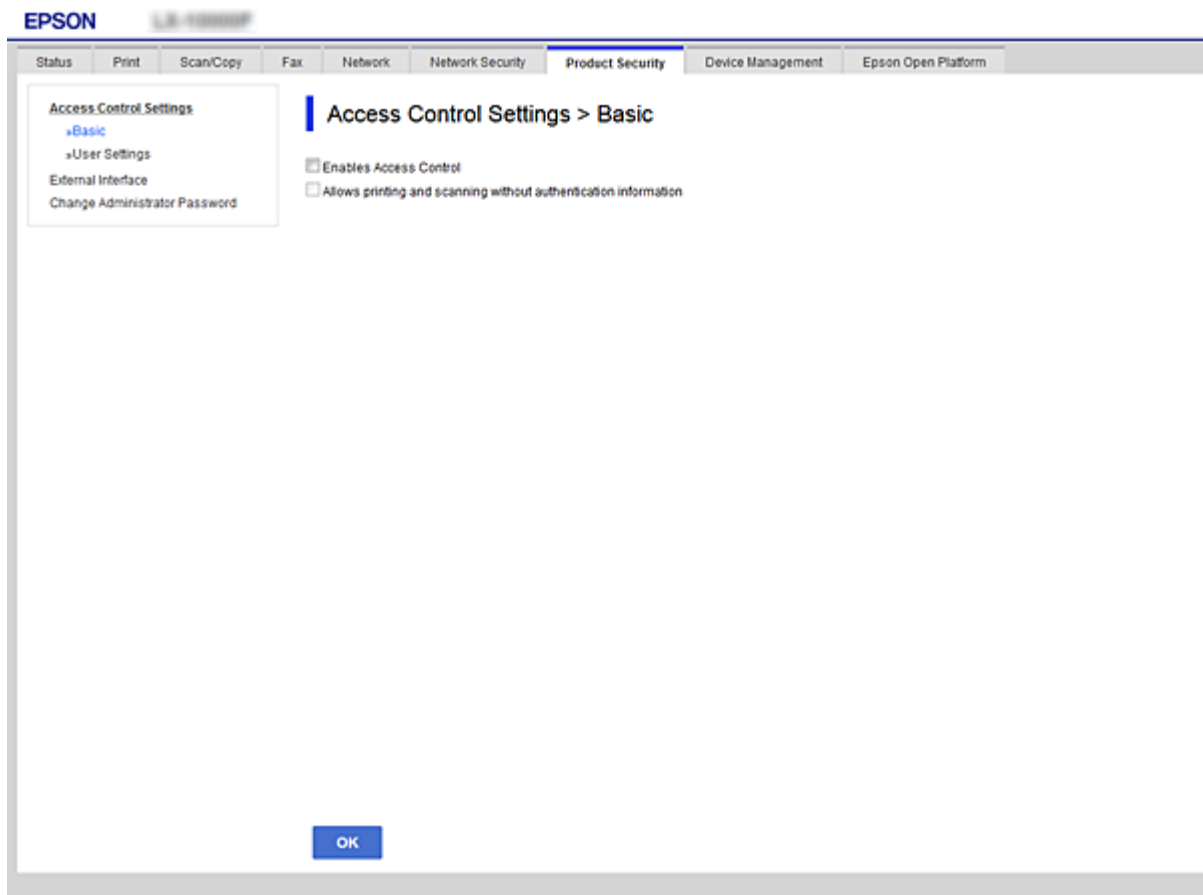 EPSON
Status Print Scan/Copy Fax Network Network Security Product Security Device Management Epson Open Platform
Access Control Settings
»Basic
»User Settings
External Interface
Change Administrator Password
Access Control Settings > Basic
Enables Access Control
Allows printing and scanning without authentication information
OK